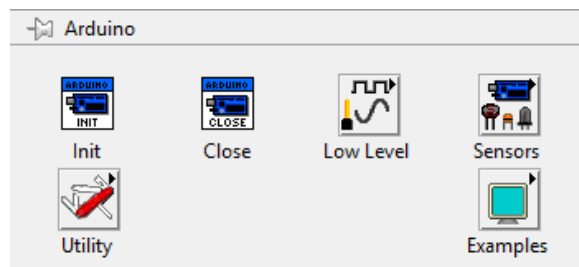 Arduino
ARDUINO
INIT
ARDUINO
CLOSE
Init
Close
Low Level
Sensors
Utility
Examples